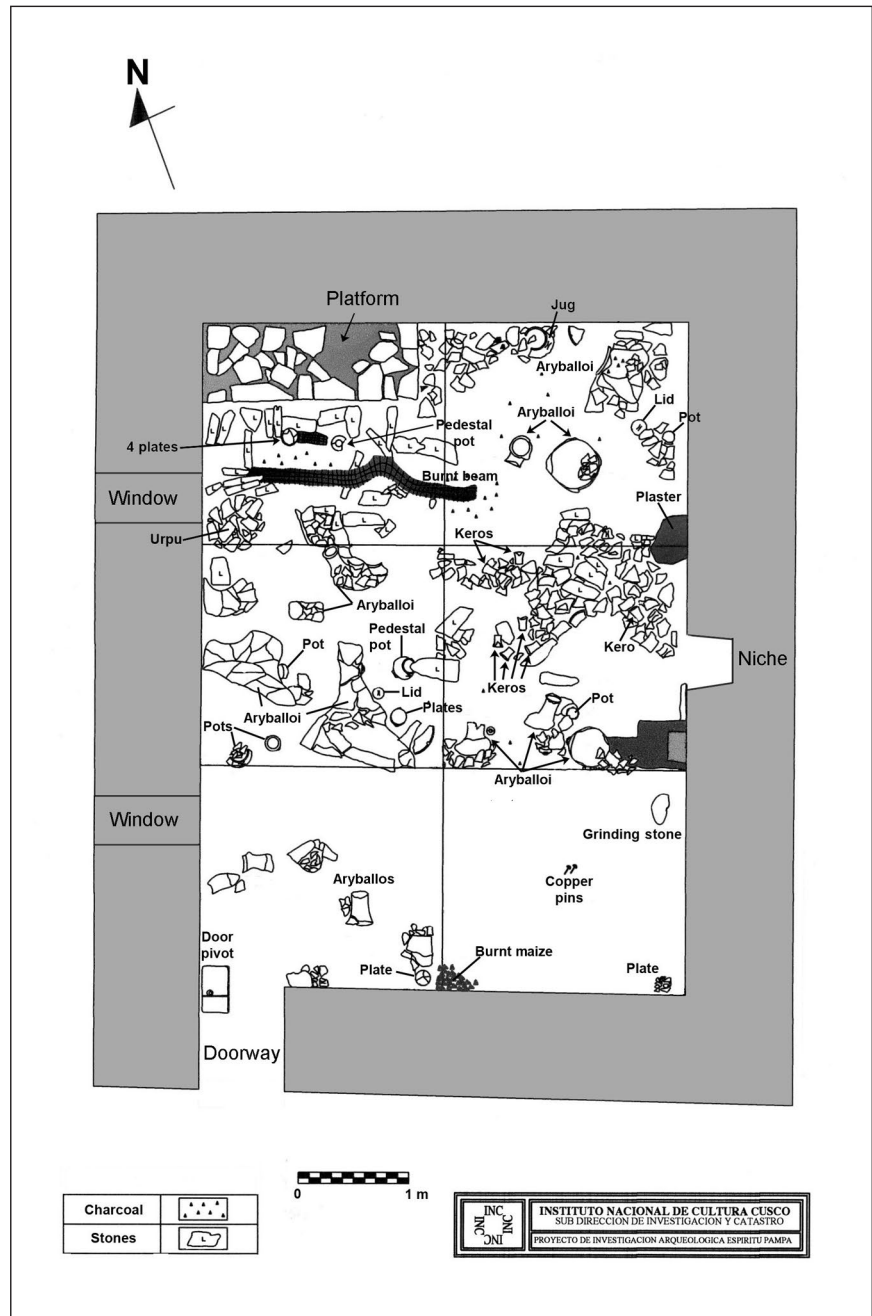 N
Platform
Jug
Aryballoi
Lid
Aryballoi
Pot
4 plates
Pedestal
pot
Burnt beam
Window
Plaster
Urpu
Keros
Aryballoi
Kero
Pot
Pedestal
pot
Niche
Lid
Keros
Pot
Aryballoi
Plates
Pots
Aryballoi
Window
Grinding stone
Copper
pins
Aryballos
Door
pivot
Burnt maize
Plate
Plate
Doorway
0 1 m
Charcoal
Stones L
INC
INC
INC
INC
INSTITUTO NACIONAL DE CULTURA CUSCO
SUB DIRECCION DE INVESTIGACION Y CATASTRO
PROYECTO DE INVESTIGACION ARQUEOLOGICA ESPIRITU PAMPA